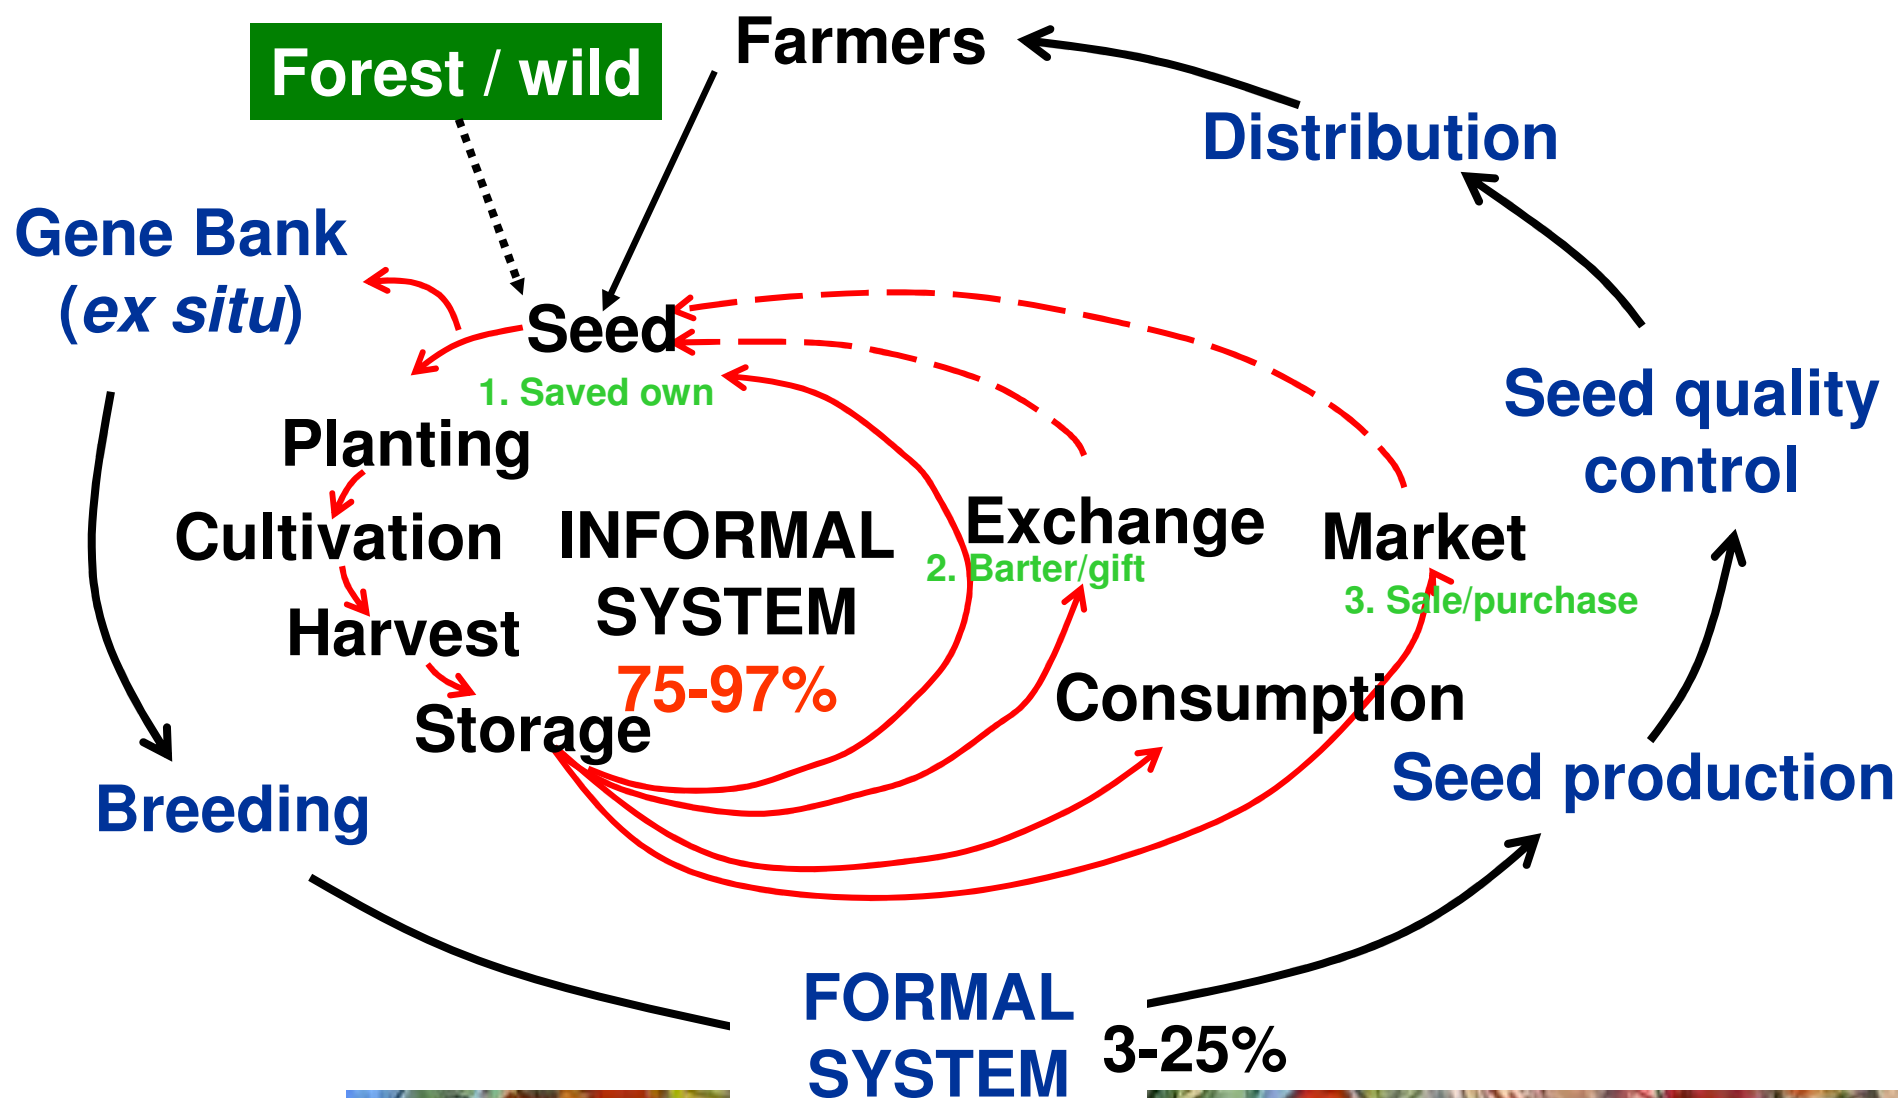 Farmers
Forest / wild
Distribution
Gene Bank
(ex situ)
Seed
1. Saved own
Seed quality
control
Planting
Cultivation
INFORMAL
SYSTEM
75-97%
Exchange
2. Barter/gift
Market
3. Sale/purchase
Harvest
Storage
Consumption
Seed production
Breeding
FORMAL
SYSTEM
3-25%